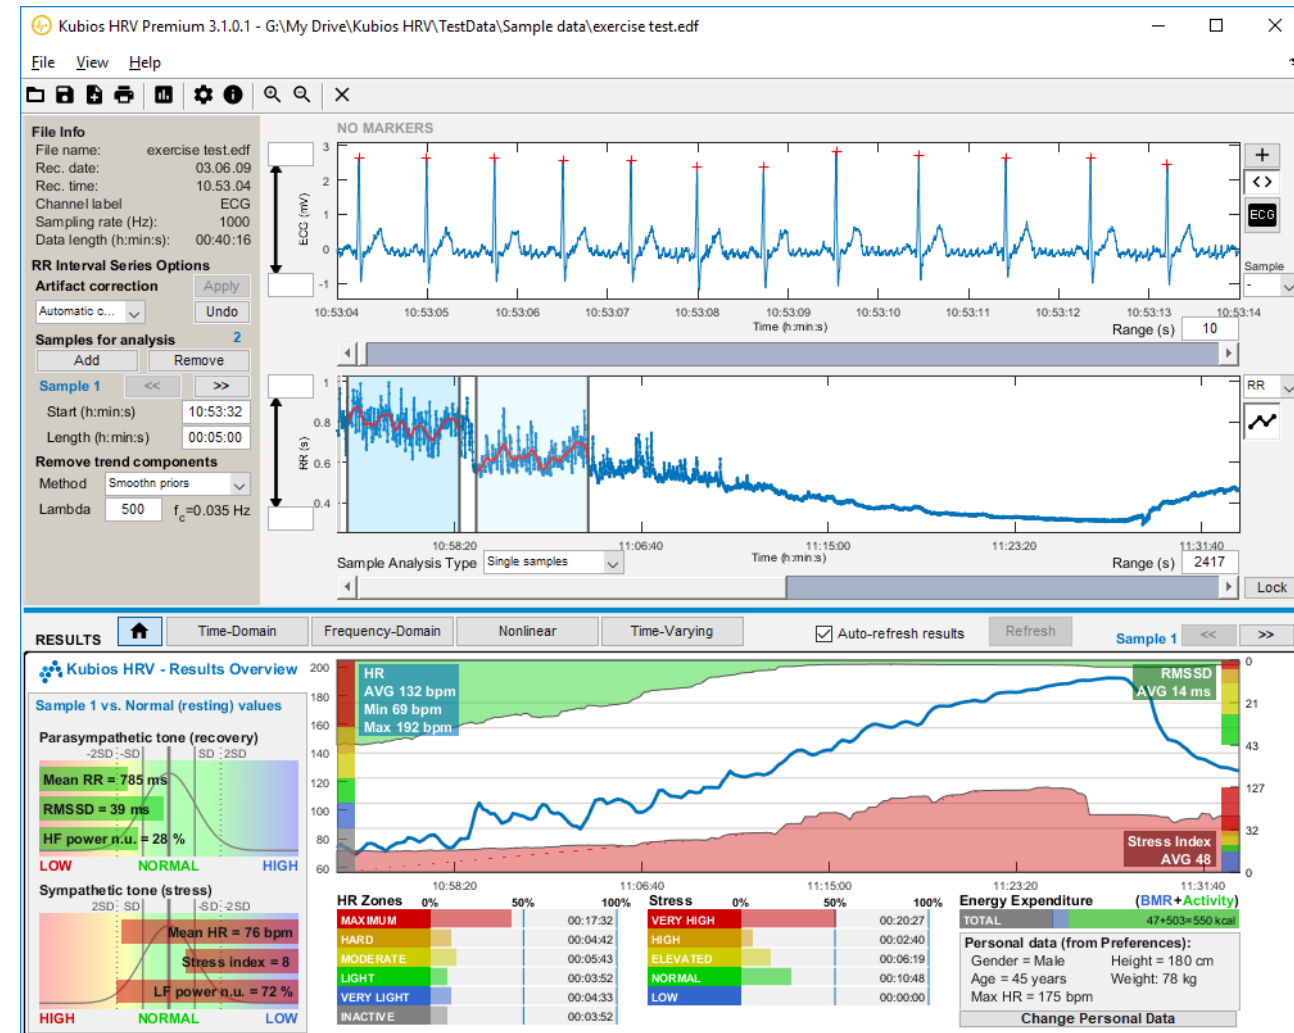 Kubios HRV Premium 3.1.0.1 - G:\My Drive\Kubios HRV\TestData\Sample data\exercise test.edf
File View Help
File Info
File name: exercise test.edf
Rec. date: 03.06.09
Rec. time: 10.53.04
Channel label ECG
Sampling rate (Hz): 1000
Data length (h:min:s): 00:40:16
RR Interval Series Options
Artifact correction Apply
Automatic c... Undo
Samples for analysis 2
Add Remove
Sample 1 << >>
Start (h:min:s) 10:53:32
Length (h:min:s) 00:05:00
Remove trend components
Method Smoothn priors
Lambda 500 fc=0.035 Hz
NO MARKERS
3
2
1
0
-1
ECG (mV)
10:53:04 10:53:05 10:53:06 10:53:07 10:53:08 10:53:09 10:53:10 10:53:11 10:53:12 10:53:13 10:53:14
Time (h:min:s)
Range (s) 10
+
<>
ECG
Sample
-
1
0.8
0.6
0.4
RR (s)
RR
10:58:20 11:06:40 11:15:00 11:23:20 11:31:40
Sample Analysis Type Single samples
Time (h:min:s)
Range (s) 2417
Lock
RESULTS Time-Domain Frequency-Domain Nonlinear Time-Varying Auto-refresh results Refresh Sample 1 << >>
Kubios HRV - Results Overview
Sample 1 vs. Normal (resting) values
Parasympathetic tone (recovery)
-2SD -SD SD 2SD
Mean RR = 785 ms
RMSSD = 39 ms
HF power n.u. = 28 %
LOW NORMAL HIGH
Sympathetic tone (stress)
2SD SD -SD -2SD
Mean HR = 76 bpm
Stress index = 8
LF power n.u. = 72 %
HIGH NORMAL LOW
200
180
160
140
120
100
80
60
HR
AVG 132 bpm
Min 69 bpm
Max 192 bpm
RMSSD
AVG 14 ms
Stress Index
AVG 48
0
21
43
127
32
0
10:58:20 11:06:40 11:15:00 11:23:20 11:31:40
HR Zones 0% 50% 100%
MAXIMUM 00:17:32
HARD 00:04:42
MODERATE 00:05:43
LIGHT 00:03:52
VERY LIGHT 00:04:33
INACTIVE 00:03:52
Stress 0% 50% 100%
VERY HIGH 00:20:27
HIGH 00:02:40
ELEVATED 00:06:19
NORMAL 00:10:48
LOW 00:00:00
Energy Expenditure (BMR+Activity)
TOTAL 47+503=550 kcal
Personal data (from Preferences):
Gender = Male Height = 180 cm
Age = 45 years Weight: 78 kg
Max HR = 175 bpm
Change Personal Data